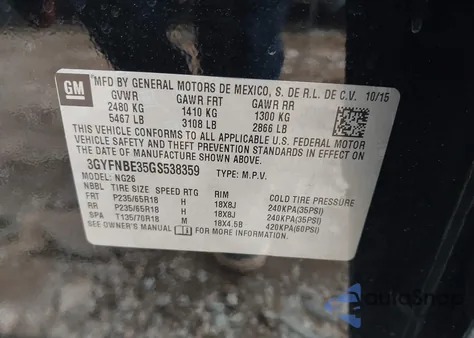 GM
MFD BY GENERAL MOTORS DE MEXICO, S. DE R.L. DE C.V. 10/15
GVWR GAWR FRT GAWR RR
2480 KG 1410 KG 1300 KG
5467 LB 3108 LB 2866 LB
THIS VEHICLE CONFORMS TO ALL APPLICABLE U.S. FEDERAL MOTOR
VEHICLE SAFETY, BUMPER, AND THEFT PREVENTION STANDARDS
IN EFFECT ON THE DATE OF MANUFACTURE SHOWN ABOVE.
3GYFNBE35GS538359 TYPE: M.P.V.
MODEL: NG26
NBBL TIRE SIZE SPEED RTG RIM COLD TIRE PRESSURE
FRT P235/65R18 H 18X8J 240KPA(35PSI)
RR P235/65R18 H 18X8J 240KPA(35PSI)
SPA T135/70R18 M 18X4.5B 420KPA(60PSI)
SEE OWNER'S MANUAL FOR ADDITIONAL INFORMATION.
AutoSnap